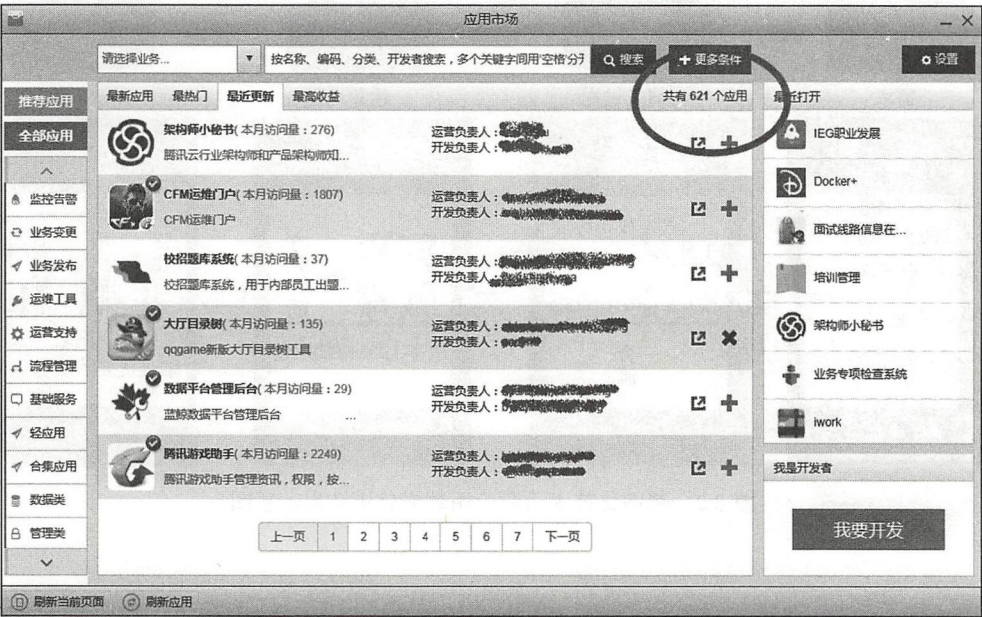 应用市场
请选择业务...
按名称、编码、分类、开发者搜索，多个关键字间用'空格'分开
搜索
更多条件
设置
推荐应用
全部应用
监控告警
业务变更
业务发布
运维工具
运营支持
流程管理
基础服务
轻应用
合集应用
数据类
管理类
最新应用 最热门 最近更新 最高收益 共有 621 个应用
架构师小秘书( 本月访问量：276)
腾讯云行业架构师和产品架构师知...
运营负责人：
开发负责人：
CFM运维门户( 本月访问量：1807)
CFM运维门户
运营负责人：
开发负责人：
校招题库系统( 本月访问量：37)
校招题库系统，用于内部员工出题...
运营负责人：
开发负责人：
大厅目录树( 本月访问量：135)
qqgame新版大厅目录树工具
运营负责人：
开发负责人：
数据平台管理后台( 本月访问量：29)
蓝鲸数据平台管理后台 ...
运营负责人：
开发负责人：
腾讯游戏助手( 本月访问量：2249)
腾讯游戏助手管理资讯，权限，按...
运营负责人：
开发负责人：
上一页 1 2 3 4 5 6 7 下一页
最近打开
IEG职业发展
Docker+
面试线路信息在...
培训管理
架构师小秘书
业务专项检查系统
iwork
我是开发者
我要开发
刷新当前页面 刷新应用